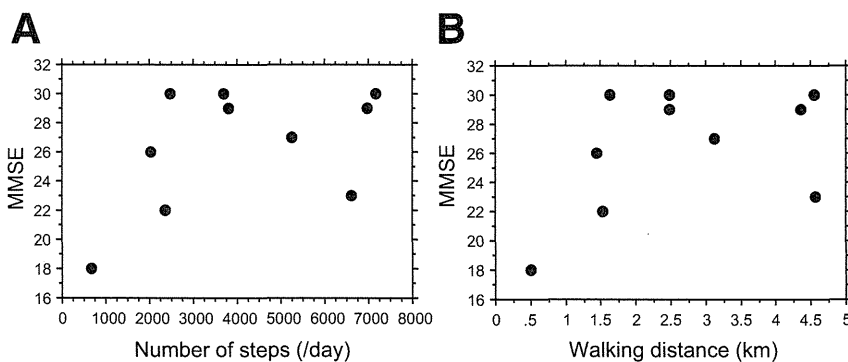 A
32
30
28
26
24
22
20
18
16
MMSE
0 1000 2000 3000 4000 5000 6000 7000 8000
Number of steps (/day)
B
32
30
28
26
24
22
20
18
16
MMSE
0 .5 1 1.5 2 2.5 3 3.5 4 4.5 5
Walking distance (km)